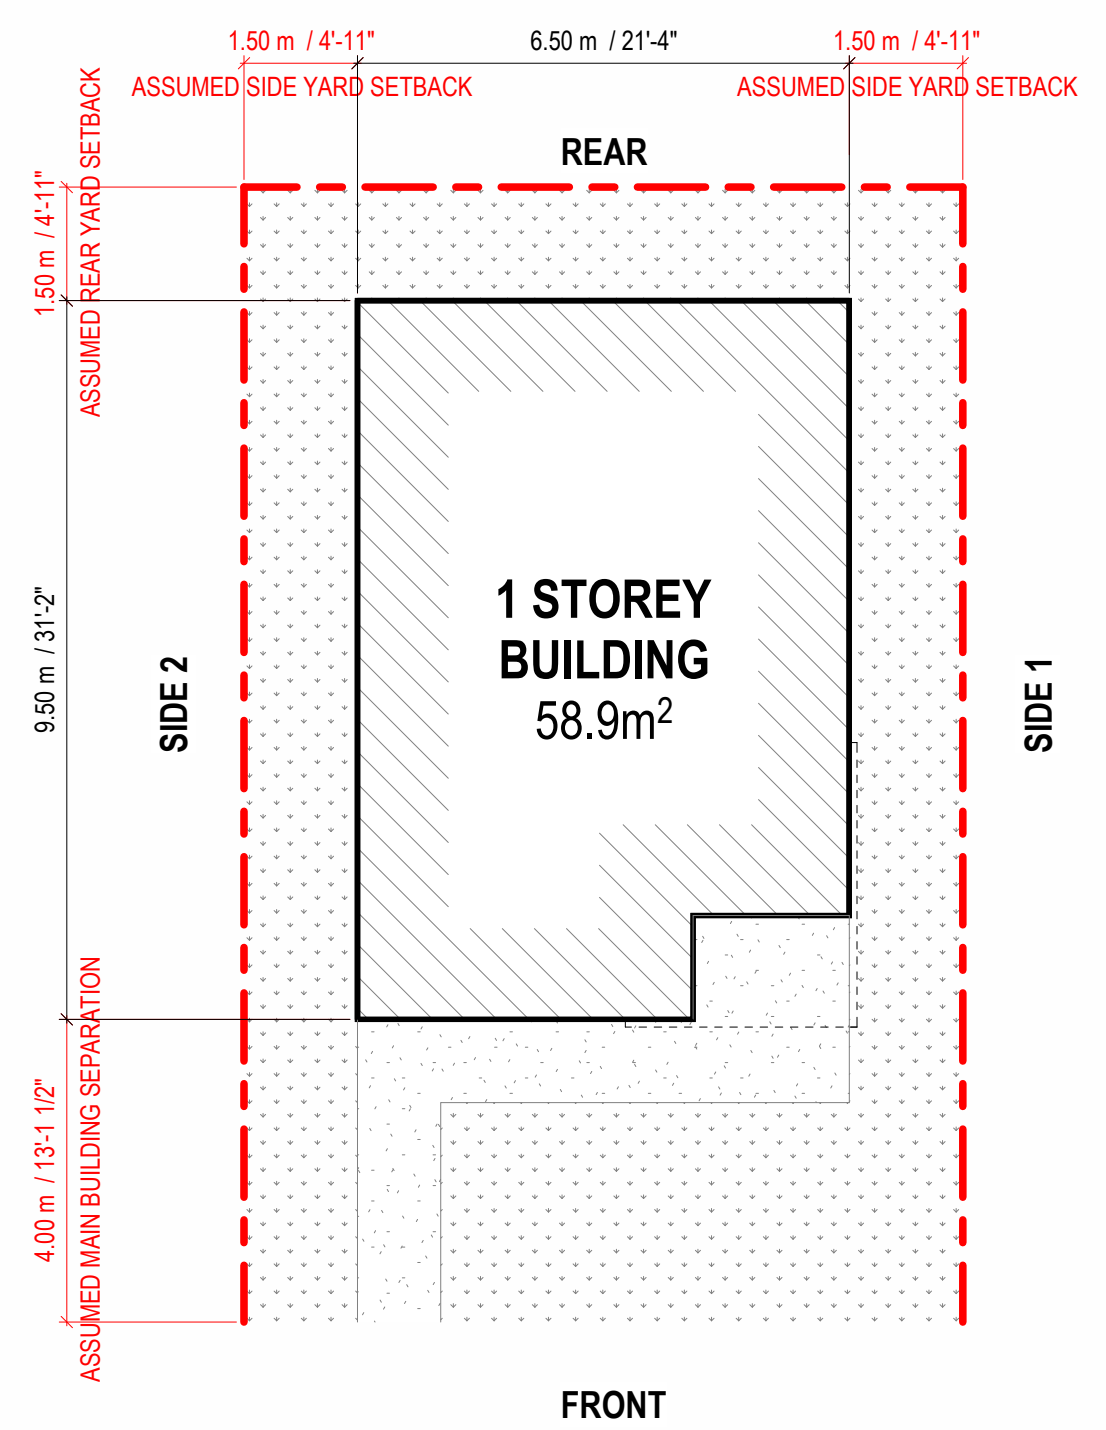 1.50 m / 4'-11"
6.50 m / 21'-4"
1.50 m / 4'-11"
ASSUMED SIDE YARD SETBACK
ASSUMED SIDE YARD SETBACK
REAR
1.50 m / 4'-11"
ASSUMED REAR YARD SETBACK
9.50 m / 31'-2"
SIDE 2
1 STOREY
BUILDING
58.9m²
SIDE 1
4.00 m / 13'-1 1/2"
ASSUMED MAIN BUILDING SEPARATION
FRONT